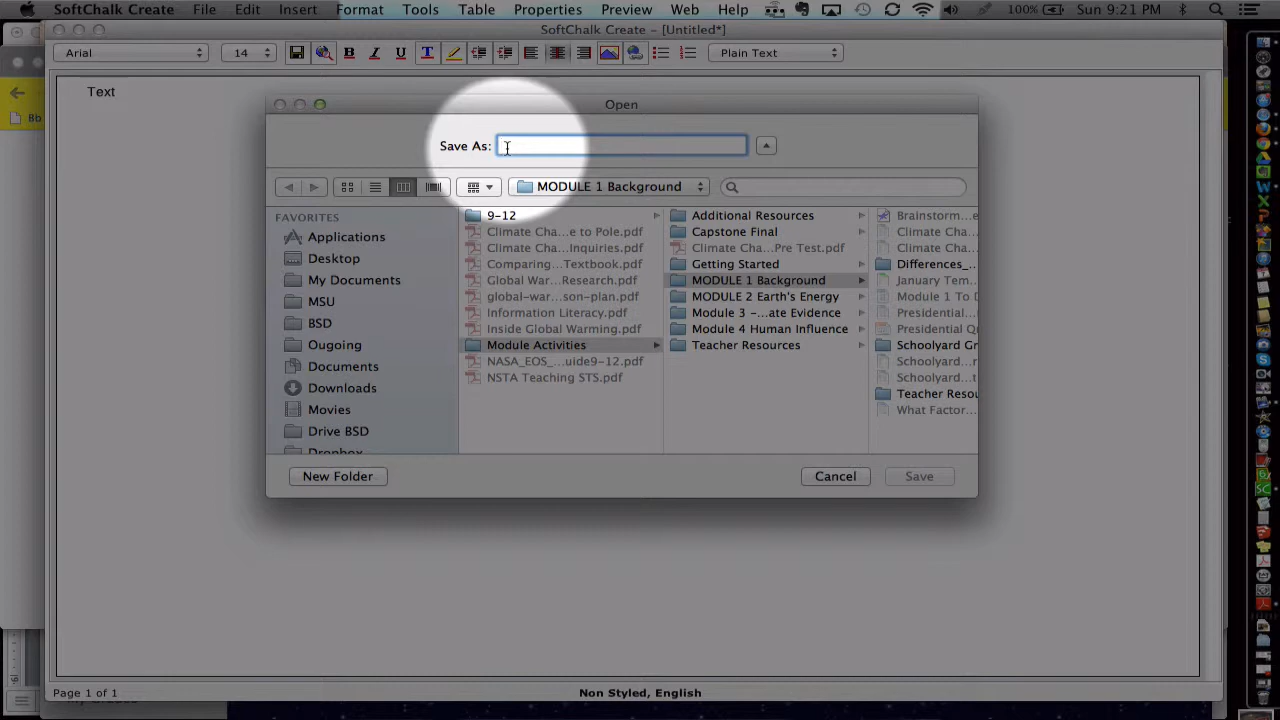 SoftChalk Create File Edit Insert Format Tools Table Properties Preview Web Help 100% Sun 9:21 PM
SoftChalk Create - [Untitled*]
Arial 14 B I U T Plain Text
Text
Bb
Open
Save As:
MODULE 1 Background
FAVORITES
Applications
Desktop
My Documents
MSU
BSD
Ougoing
Documents
Downloads
Movies
Drive BSD
Dropbox
9-12
Climate Cha...e to Pole.pdf
Climate Cha...Inquiries.pdf
Comparing...Textbook.pdf
Global War...Research.pdf
global-war...son-plan.pdf
Information Literacy.pdf
Inside Global Warming.pdf
Module Activities
NASA_EOS_...uide9-12.pdf
NSTA Teaching STS.pdf
Additional Resources
Capstone Final
Climate Cha...Pre Test.pdf
Getting Started
MODULE 1 Background
MODULE 2 Earth's Energy
Module 3 -...ate Evidence
Module 4 Human Influence
Teacher Resources
Brainstorm...e
Climate Cha...
Climate Cha...
Differences_...
January Tem...
Module 1 To D
Presidential...
Presidential Q
Schoolyard Gr
Schoolyard...
Schoolyard...t
Teacher Resou
What Factor...
New Folder
Cancel
Save
Page 1 of 1
Non Styled, English